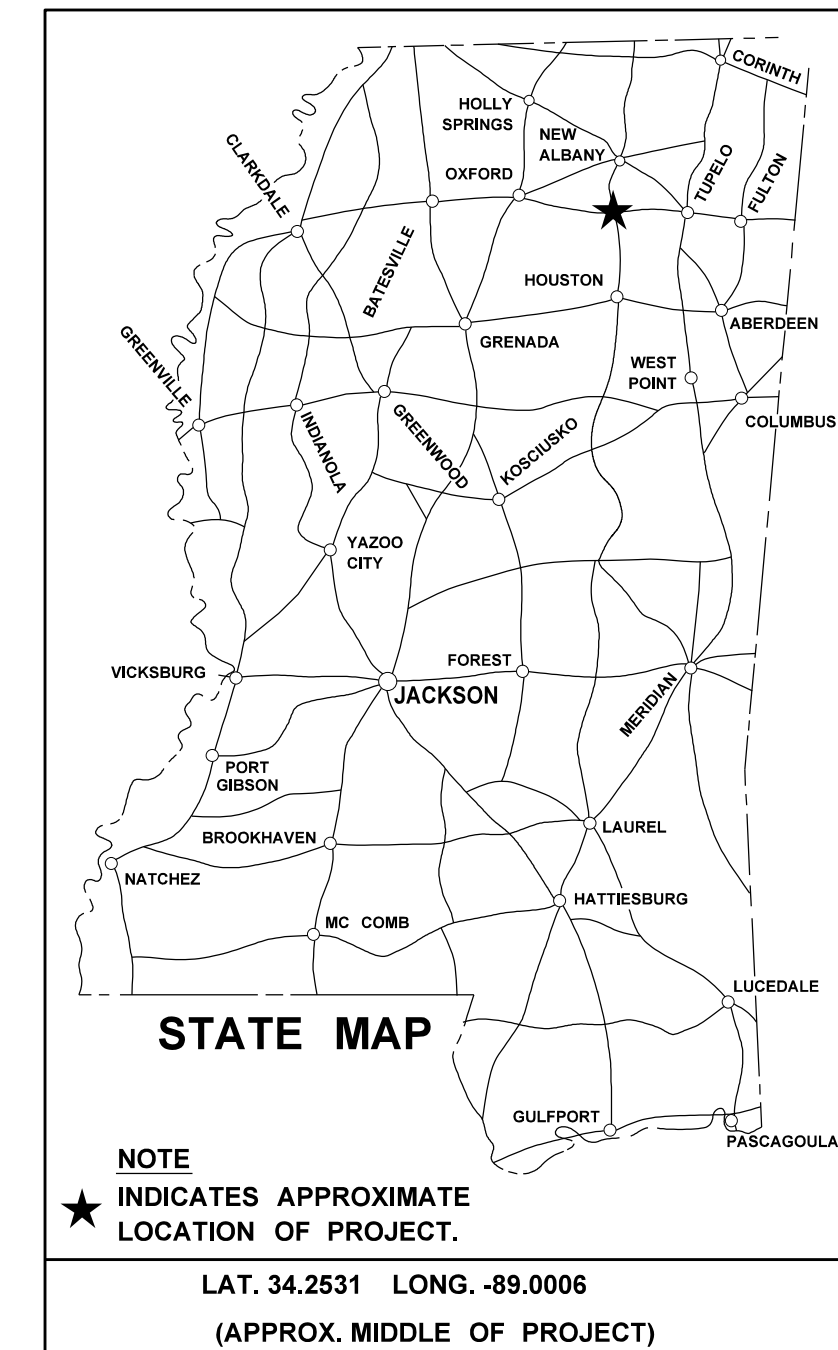 CORINTH
HOLLY
SPRINGS
NEW
ALBANY
CLARKDALE
OXFORD
TUPELO
FULTON
BATESVILLE
HOUSTON
ABERDEEN
GREENVILLE
GRENADA
WEST
POINT
COLUMBUS
INDIANOLA
GREENWOOD
KOSCIUSKO
YAZOO
CITY
VICKSBURG
FOREST
JACKSON
MERIDIAN
PORT
GIBSON
BROOKHAVEN
LAUREL
NATCHEZ
HATTIESBURG
MC COMB
LUCEDALE
STATE MAP
GULFPORT
PASCAGOULA
NOTE
INDICATES APPROXIMATE
LOCATION OF PROJECT.
LAT. 34.2531 LONG. -89.0006
(APPROX. MIDDLE OF PROJECT)